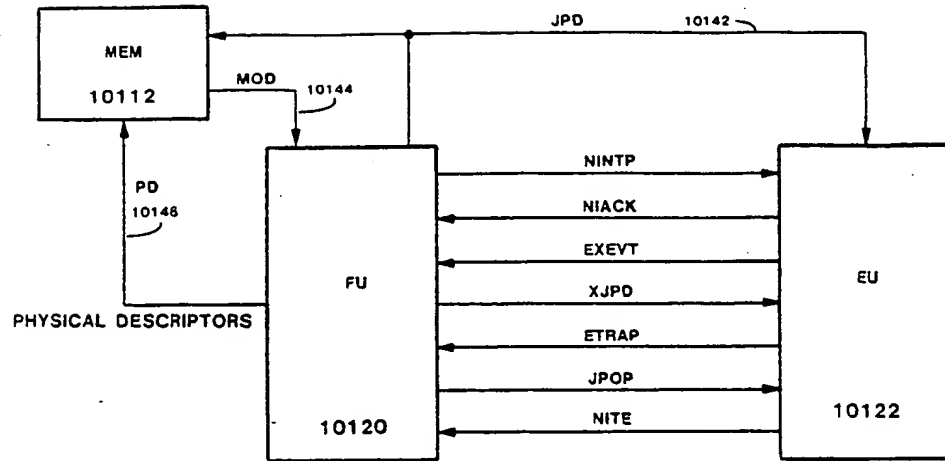 JPD
10142
MEM
10112
MOD
10144
PD
10146
PHYSICAL DESCRIPTORS
FU
10120
NINTP
NIACK
EXEVT
XJPD
ETRAP
JPOP
NITE
EU
10122